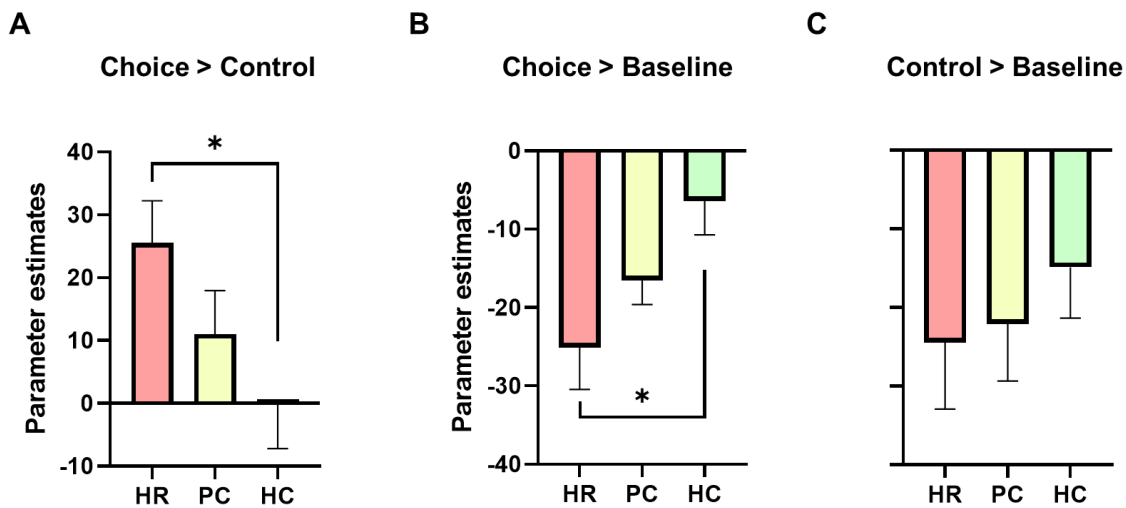 A
B
C
Choice > Control
Choice > Baseline
Control > Baseline
Parameter estimates
40
30
20
10
0
-10
*
HR PC HC
Parameter estimates
0
-10
-20
-30
-40
*
HR PC HC
HR PC HC